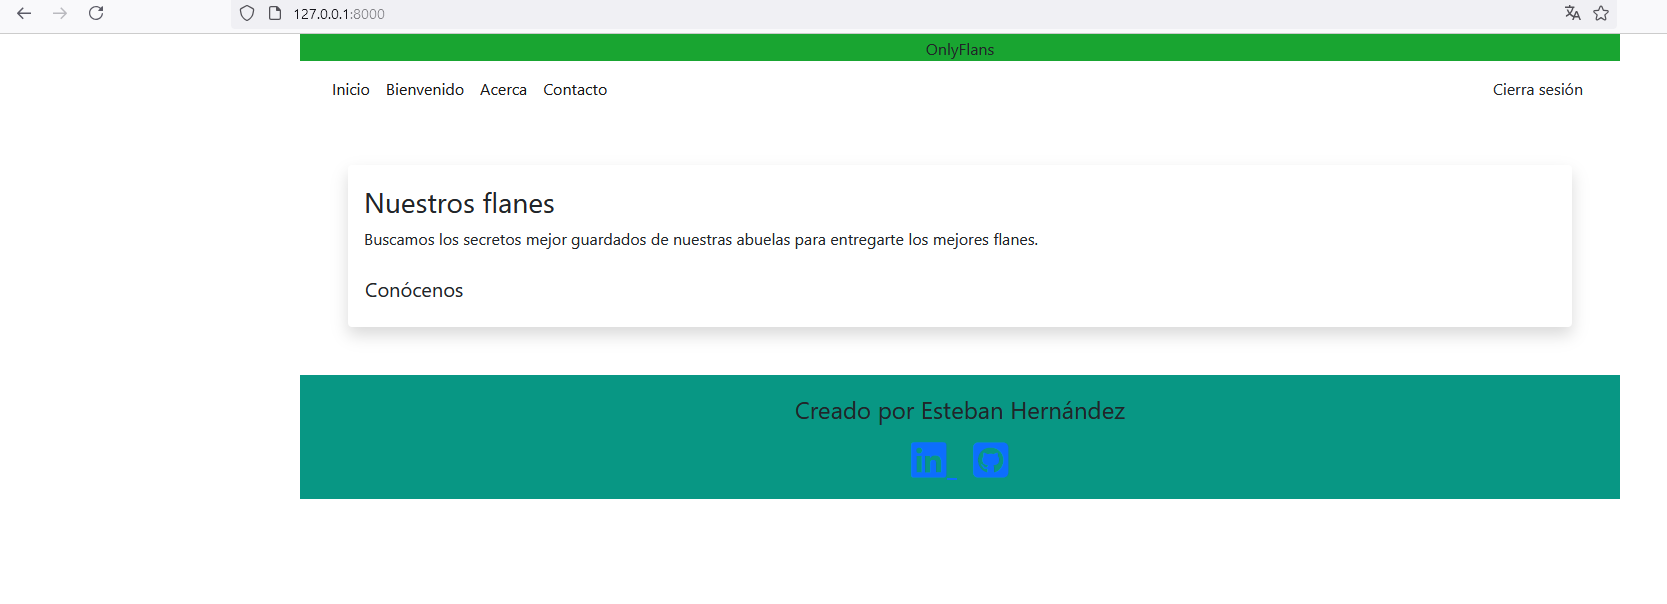 127.0.0.1:8000
OnlyFlans
Inicio Bienvenido Acerca Contacto Cierra sesión
Nuestros flanes
Buscamos los secretos mejor guardados de nuestras abuelas para entregarte los mejores flanes.
Conócenos
Creado por Esteban Hernández
in